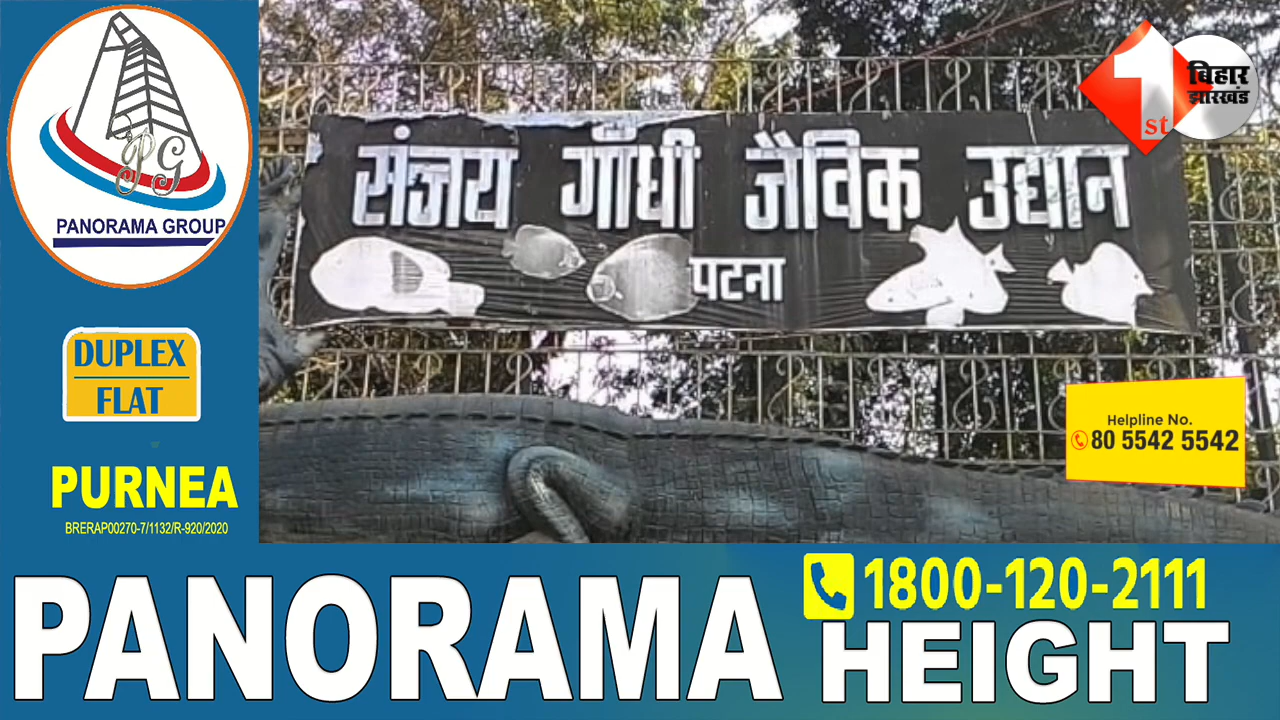 PG
PANORAMA GROUP
DUPLEX
FLAT
PURNEA
BRERAP00270-7/1132/R-920/2020
1st
बिहार
झारखंड
संजय गाँधी जैविक उद्यान
पटना
Helpline No.
80 5542 5542
PANORAMA
1800-120-2111
HEIGHT